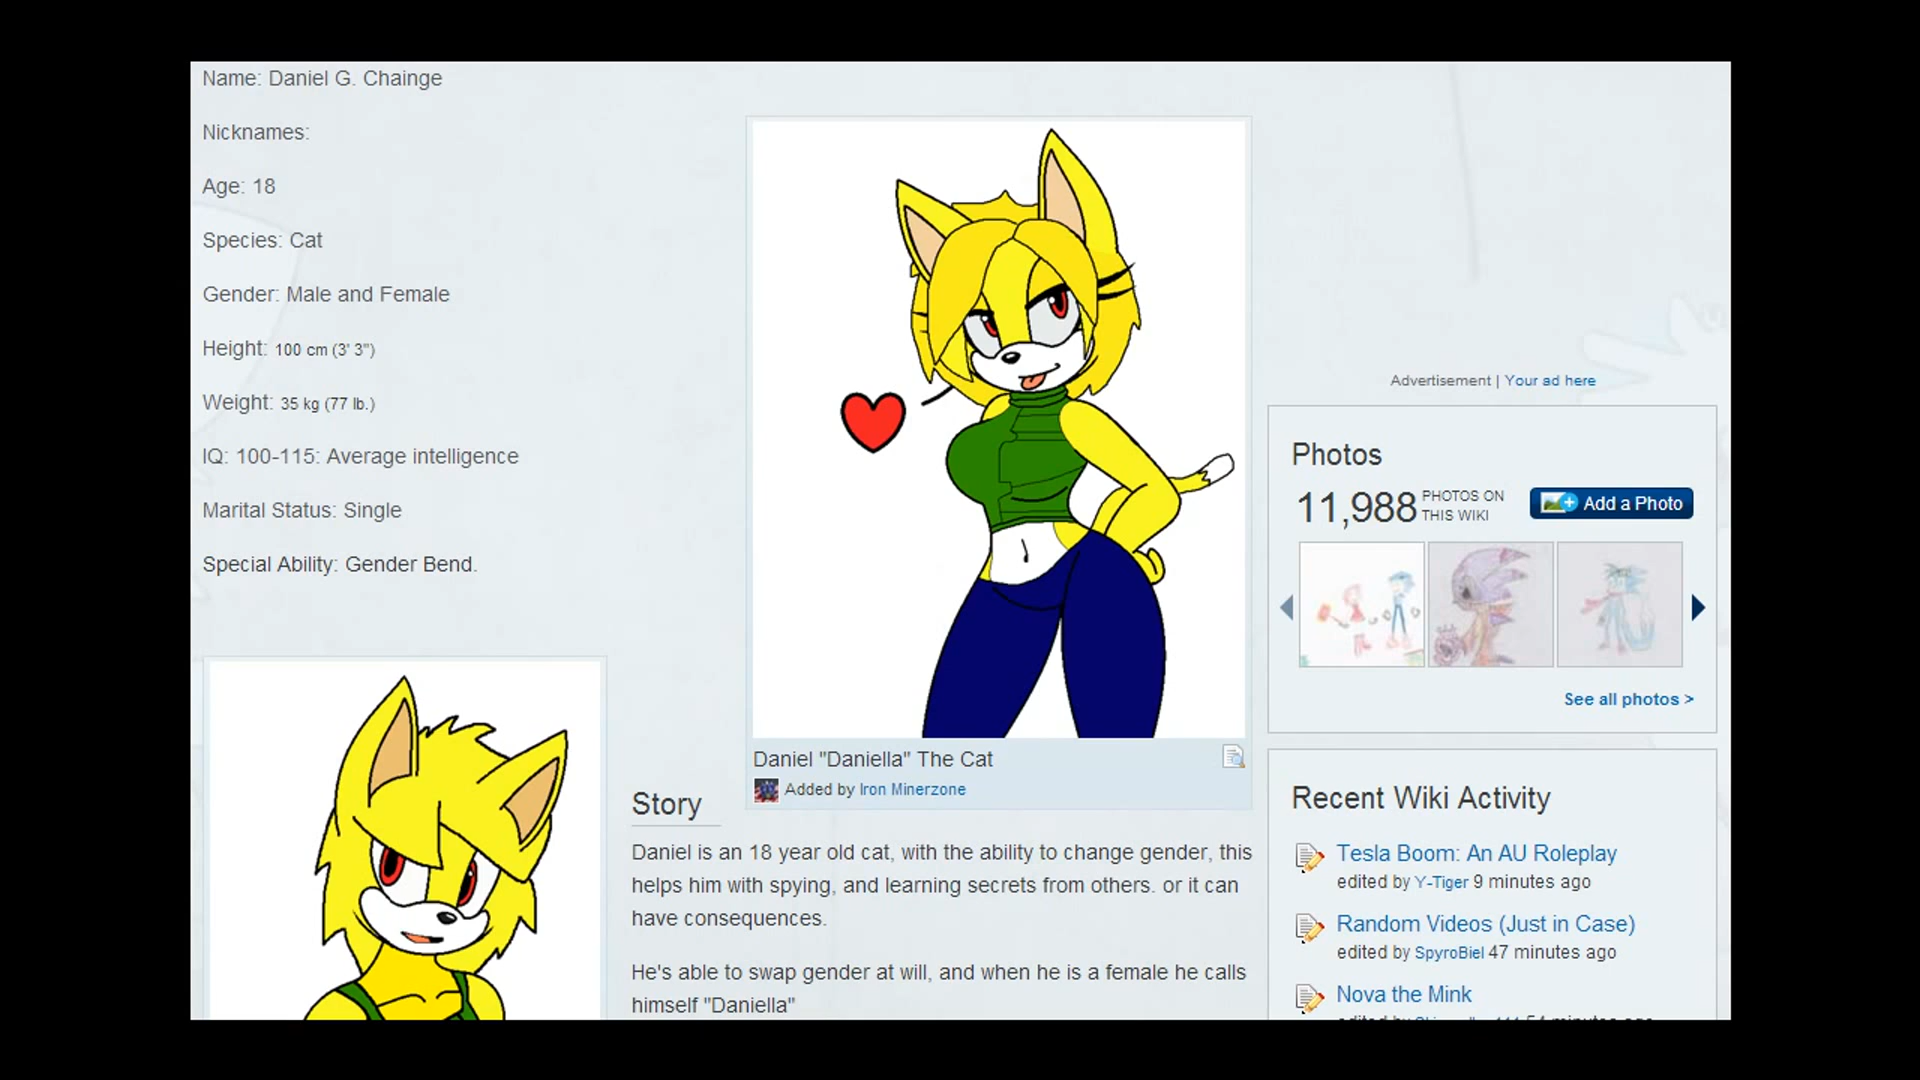 Name: Daniel G. Chainge
Nicknames:
Age: 18
Species: Cat
Gender: Male and Female
Height: 100 cm (3' 3")
Weight: 35 kg (77 lb.)
IQ: 100-115: Average intelligence
Marital Status: Single
Special Ability: Gender Bend.
Daniel "Daniella" The Cat
Added by Iron Minerzone
Story
Daniel is an 18 year old cat, with the ability to change gender, this
helps him with spying, and learning secrets from others. or it can
have consequences.
He's able to swap gender at will, and when he is a female he calls
himself "Daniella"
Advertisement | Your ad here
Photos
11,988 PHOTOS ON
THIS WIKI
Add a Photo
See all photos >
Recent Wiki Activity
Tesla Boom: An AU Roleplay
edited by Y-Tiger 9 minutes ago
Random Videos (Just in Case)
edited by SpyroBiel 47 minutes ago
Nova the Mink
edited by 54 minutes ago